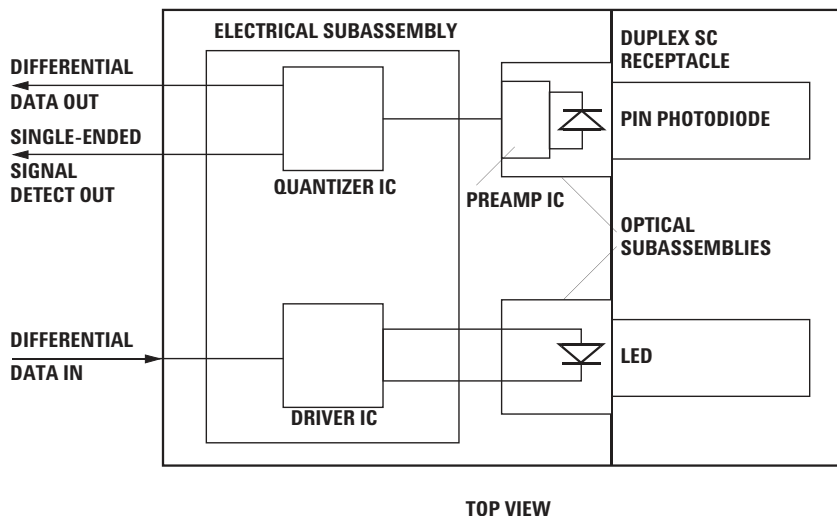 ELECTRICAL SUBASSEMBLY
DUPLEX SC
RECEPTACLE
DIFFERENTIAL
DATA OUT
SINGLE-ENDED
SIGNAL
DETECT OUT
QUANTIZER IC
PREAMP IC
PIN PHOTODIODE
OPTICAL
SUBASSEMBLIES
DIFFERENTIAL
DATA IN
DRIVER IC
LED
TOP VIEW